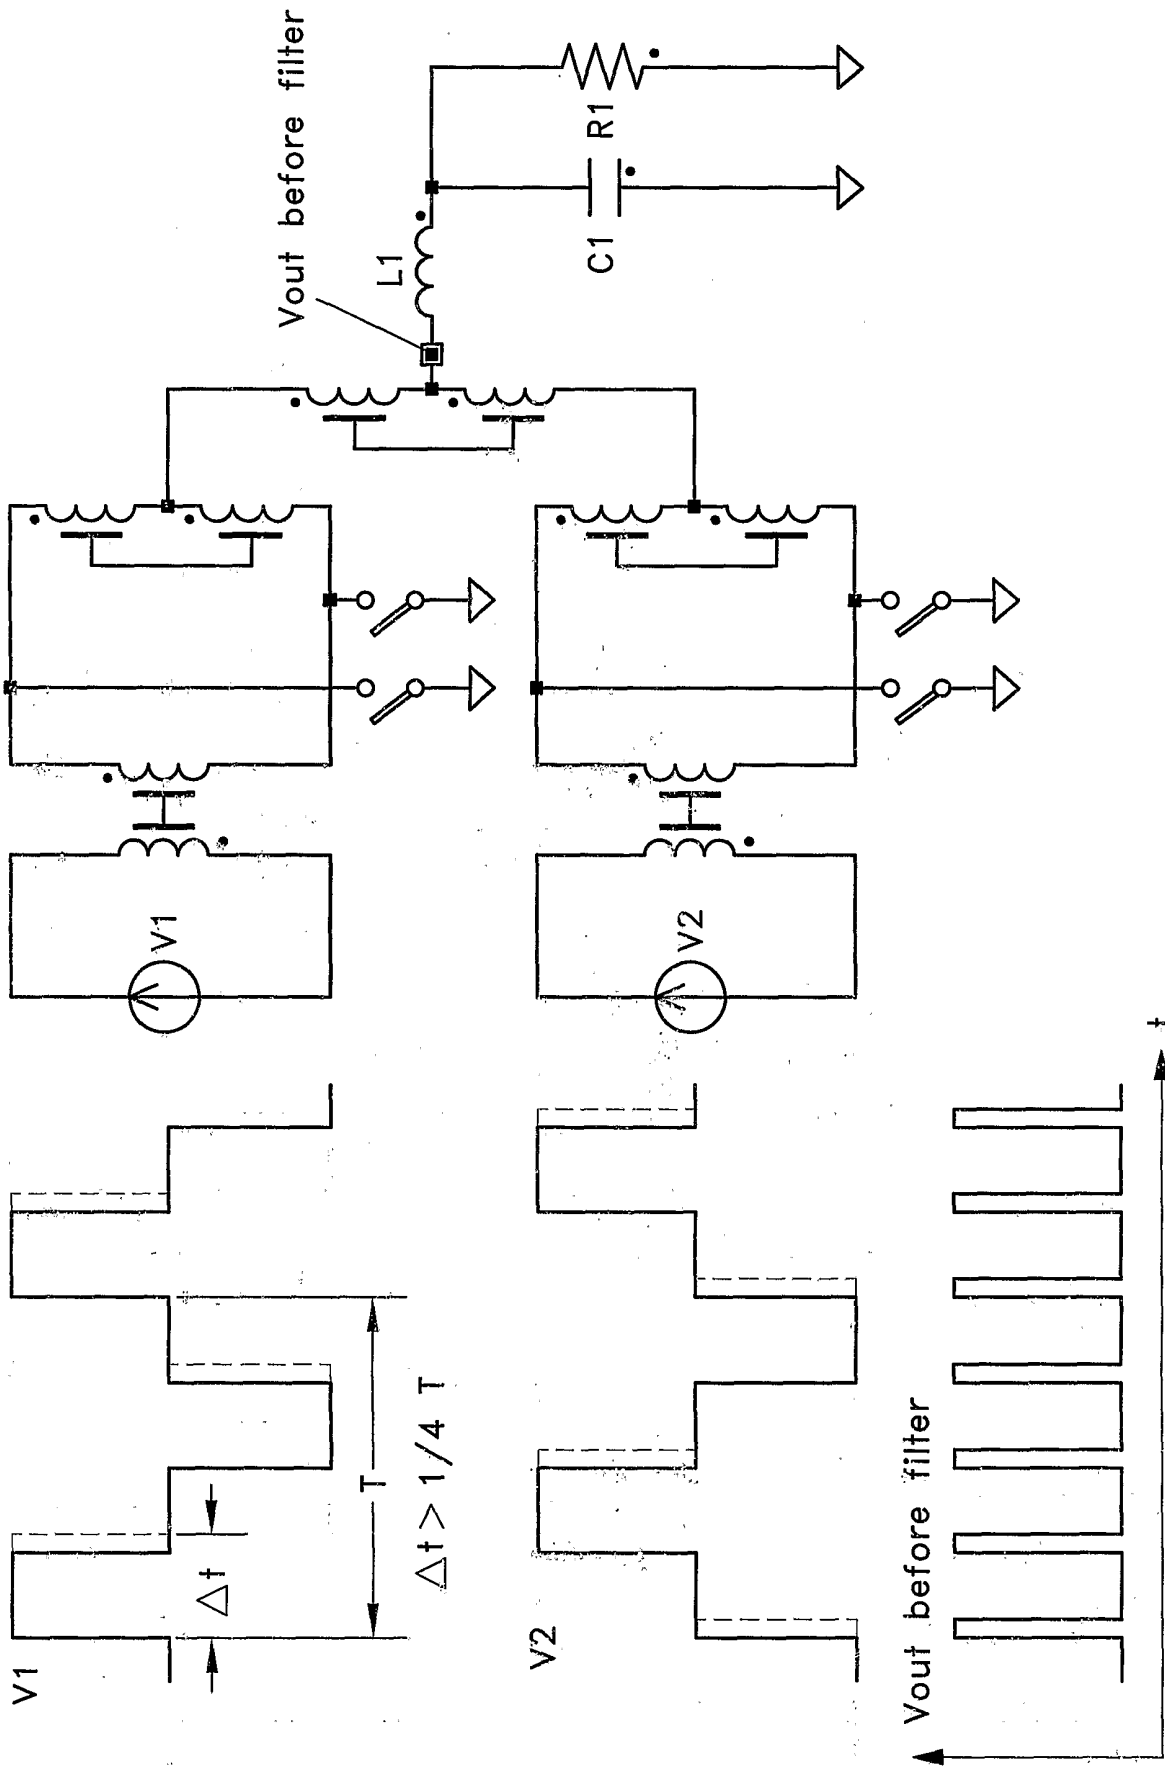 V1
Δt
T
Δt > 1/4 T
V2
Vout before filter
t
V1
V2
Vout before filter
L1
C1
R1